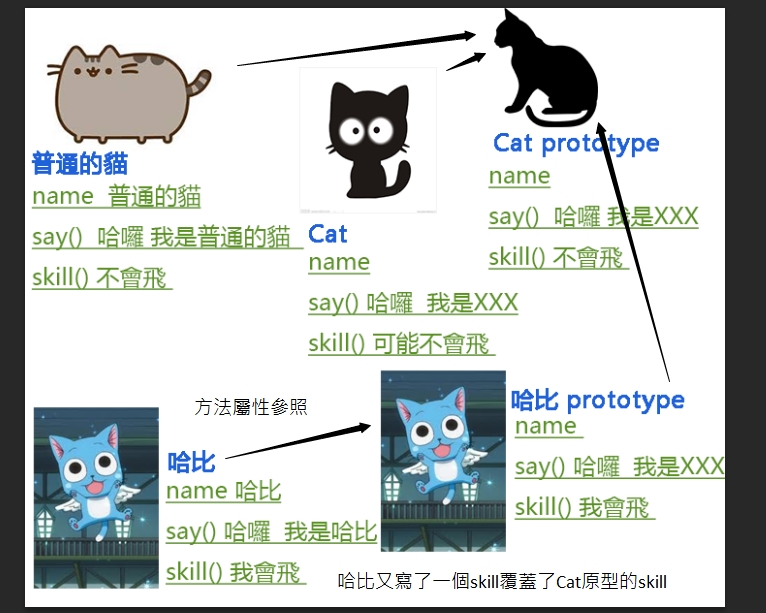 普通的貓
name 普通的貓
say() 哈囉 我是普通的貓
skill() 不會飛
Cat
name
say() 哈囉 我是XXX
skill() 可能不會飛
Cat prototype
name
say() 哈囉 我是XXX
skill() 不會飛
方法屬性參照
哈比
name 哈比
say() 哈囉 我是哈比
skill() 我會飛
哈比 prototype
name
say() 哈囉 我是XXX
skill() 我會飛
哈比又寫了一個skill覆蓋了Cat原型的skill